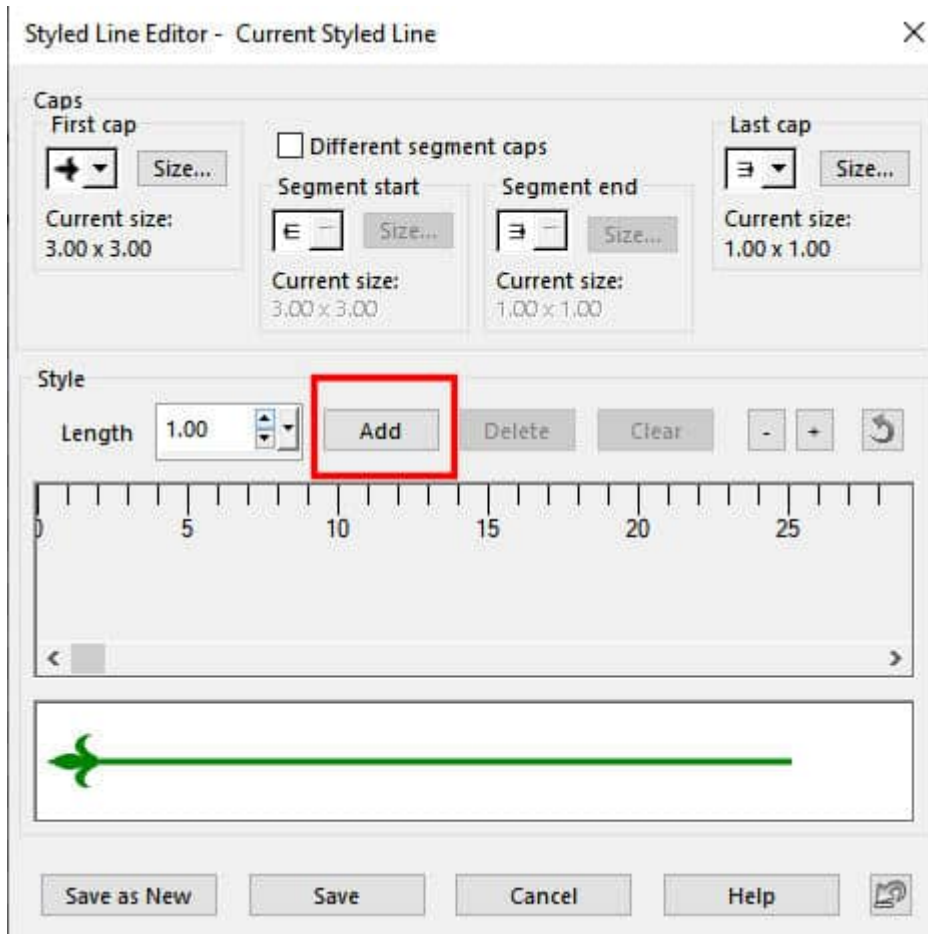 Styled Line Editor - Current Styled Line
Caps
First cap
Size...
Current size:
3.00 x 3.00
Different segment caps
Segment start
Size...
Current size:
3.00 x 3.00
Segment end
Size...
Current size:
1.00 x 1.00
Last cap
Size...
Current size:
1.00 x 1.00
Style
Length 1.00 Add Delete Clear - +
0 5 10 15 20 25
Save as New Save Cancel Help